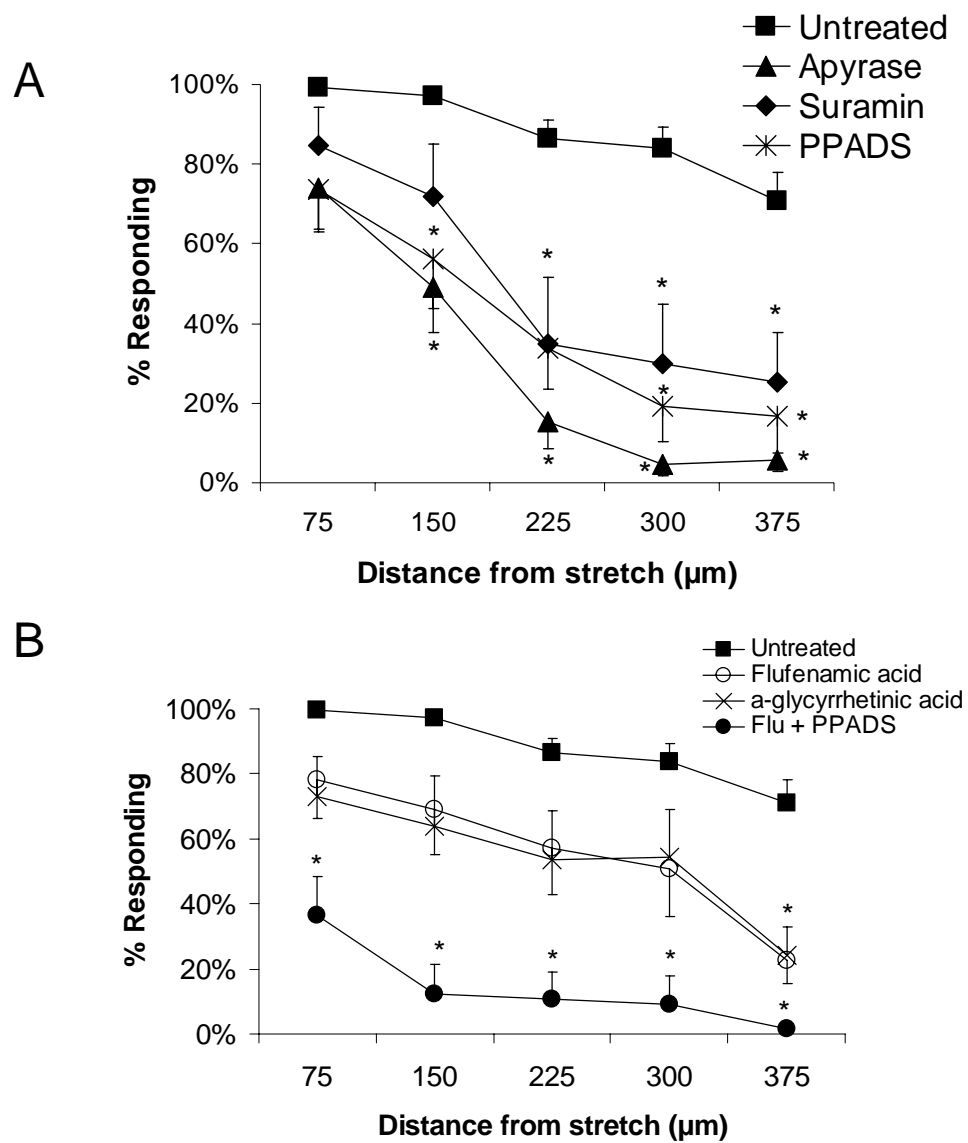 A
Untreated
Apyrase
Suramin
PPADS
100%
80%
60%
40%
20%
0%
% Responding
* * * *
* * * *
* * *
75 150 225 300 375
Distance from stretch (µm)
B
Untreated
Flufenamic acid
a-glycyrrhetinic acid
Flu + PPADS
100%
80%
60%
40%
20%
0%
% Responding
* * * * *
*
75 150 225 300 375
Distance from stretch (µm)